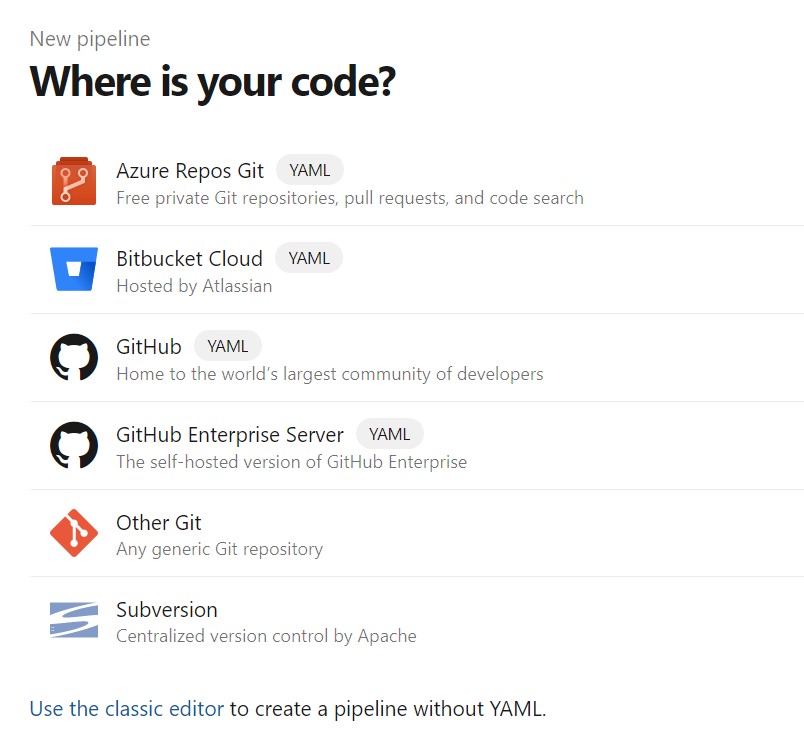 New pipeline
Where is your code?
Azure Repos Git YAML
Free private Git repositories, pull requests, and code search
Bitbucket Cloud YAML
Hosted by Atlassian
GitHub YAML
Home to the world’s largest community of developers
GitHub Enterprise Server YAML
The self-hosted version of GitHub Enterprise
Other Git
Any generic Git repository
Subversion
Centralized version control by Apache
Use the classic editor to create a pipeline without YAML.